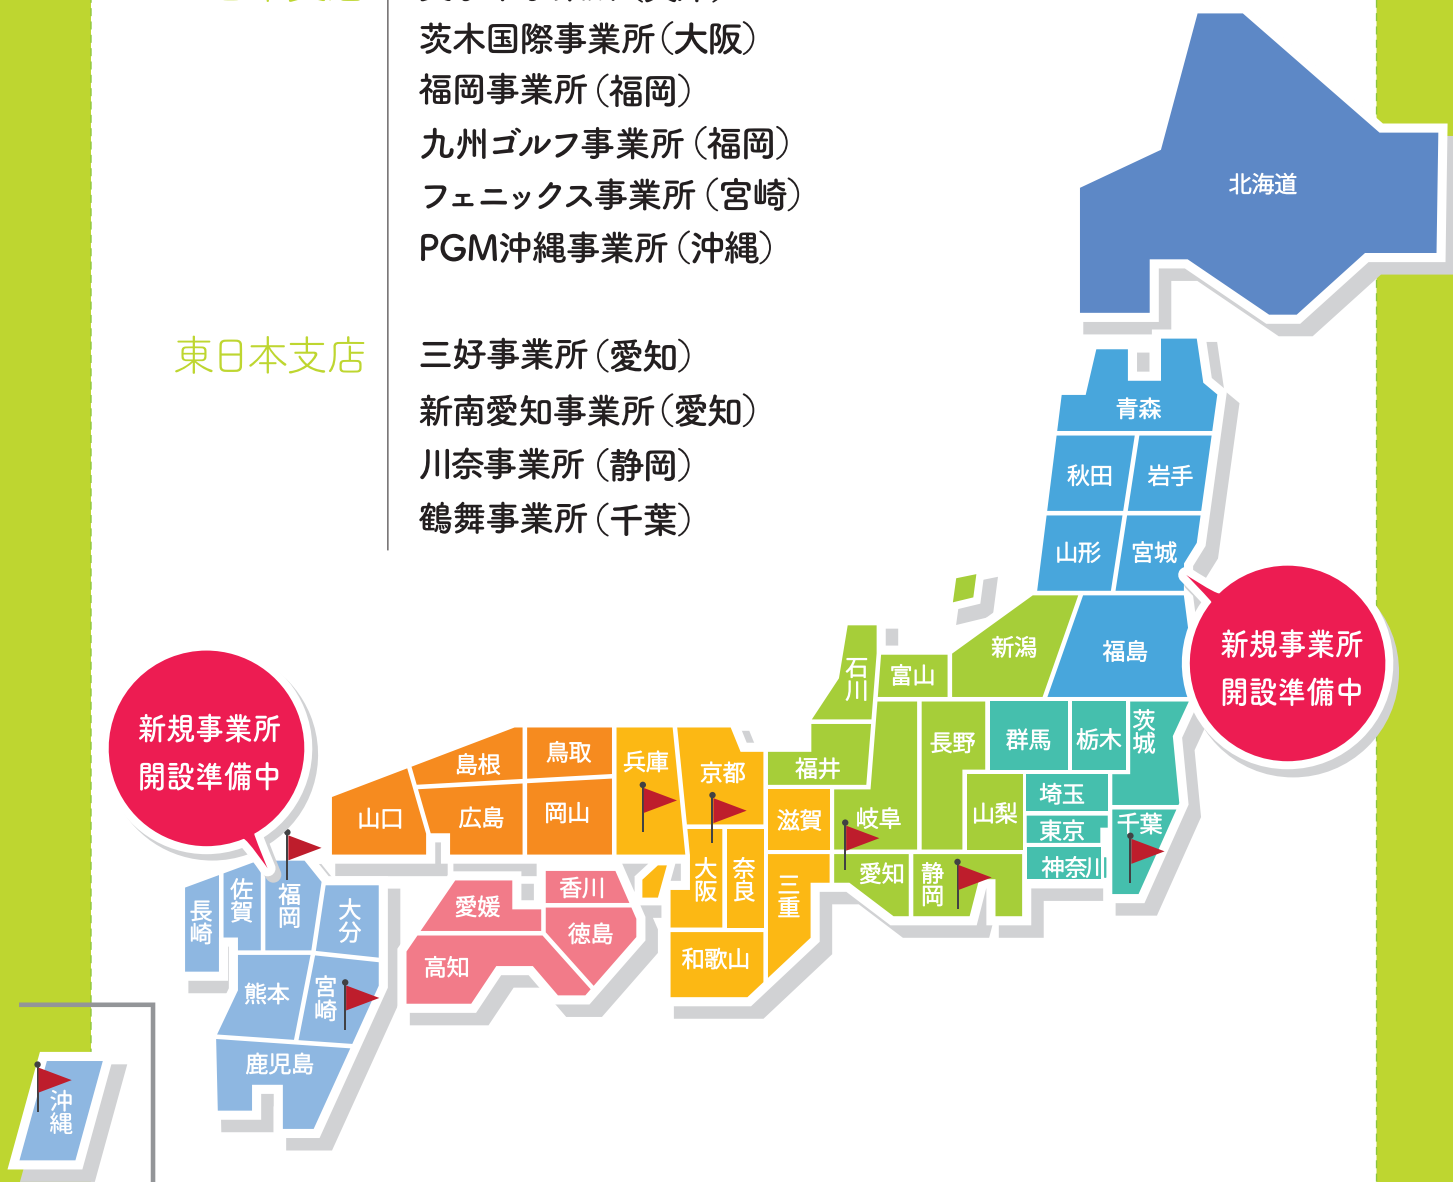 茨木国際事業所（大阪）
福岡事業所（福岡）
九州ゴルフ事業所（福岡）
フェニックス事業所（宮崎）
PGM沖縄事業所（沖縄）
東日本支店
三好事業所（愛知）
新南愛知事業所（愛知）
川奈事業所（静岡）
鶴舞事業所（千葉）
北海道
青森
秋田
岩手
山形
宮城
新規事業所
開設準備中
新潟
福島
石川
富山
福井
長野
群馬
栃木
茨城
埼玉
東京
神奈川
千葉
山梨
岐阜
愛知
静岡
新規事業所
開設準備中
島根
鳥取
山口
広島
岡山
兵庫
京都
滋賀
大阪
奈良
三重
和歌山
香川
愛媛
徳島
高知
長崎
佐賀
福岡
大分
熊本
宮崎
鹿児島
沖縄